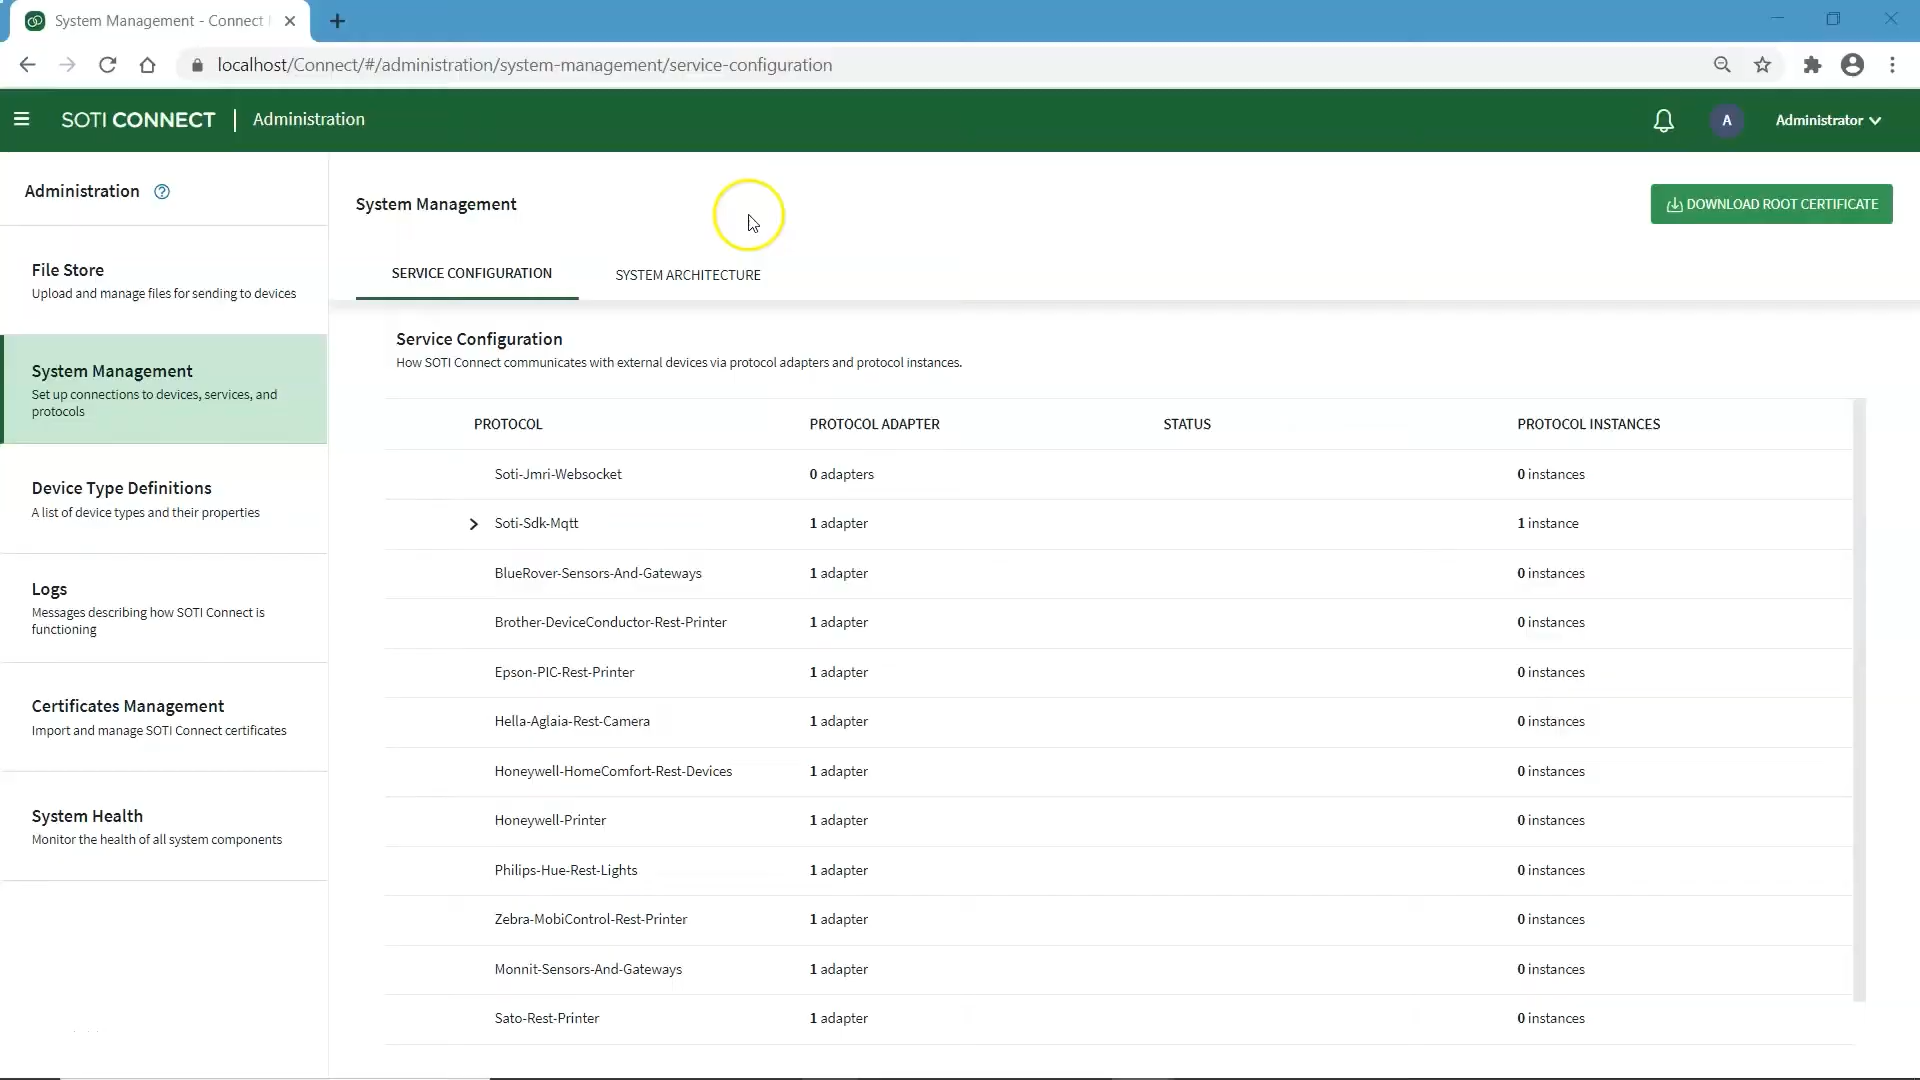 System Management - Connect
localhost/Connect/#/administration/system-management/service-configuration
SOTI CONNECT | Administration
A
Administrator
Administration
File Store
Upload and manage files for sending to devices
System Management
Set up connections to devices, services, and
protocols
Device Type Definitions
A list of device types and their properties
Logs
Messages describing how SOTI Connect is
functioning
Certificates Management
Import and manage SOTI Connect certificates
System Health
Monitor the health of all system components
System Management
DOWNLOAD ROOT CERTIFICATE
SERVICE CONFIGURATION SYSTEM ARCHITECTURE
Service Configuration
How SOTI Connect communicates with external devices via protocol adapters and protocol instances.
PROTOCOL PROTOCOL ADAPTER STATUS PROTOCOL INSTANCES
Soti-Jmri-Websocket 0 adapters 0 instances
Soti-Sdk-Mqtt 1 adapter 1 instance
BlueRover-Sensors-And-Gateways 1 adapter 0 instances
Brother-DeviceConductor-Rest-Printer 1 adapter 0 instances
Epson-PIC-Rest-Printer 1 adapter 0 instances
Hella-Aglaia-Rest-Camera 1 adapter 0 instances
Honeywell-HomeComfort-Rest-Devices 1 adapter 0 instances
Honeywell-Printer 1 adapter 0 instances
Philips-Hue-Rest-Lights 1 adapter 0 instances
Zebra-MobiControl-Rest-Printer 1 adapter 0 instances
Monnit-Sensors-And-Gateways 1 adapter 0 instances
Sato-Rest-Printer 1 adapter 0 instances